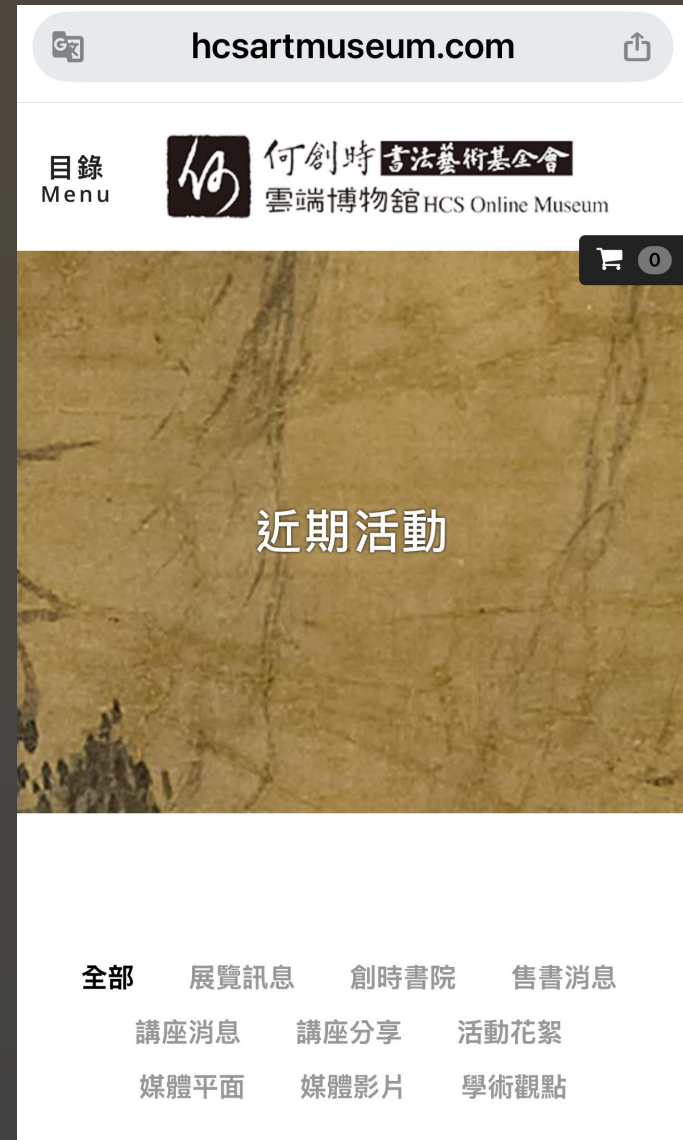 hcsartmuseum.com
目錄
Menu
何
何創時書法藝術基金會
雲端博物舘 HCS Online Museum
0
近期活動
全部 展覽訊息 創時書院 售書消息
講座消息 講座分享 活動花絮
媒體平面 媒體影片 學術觀點